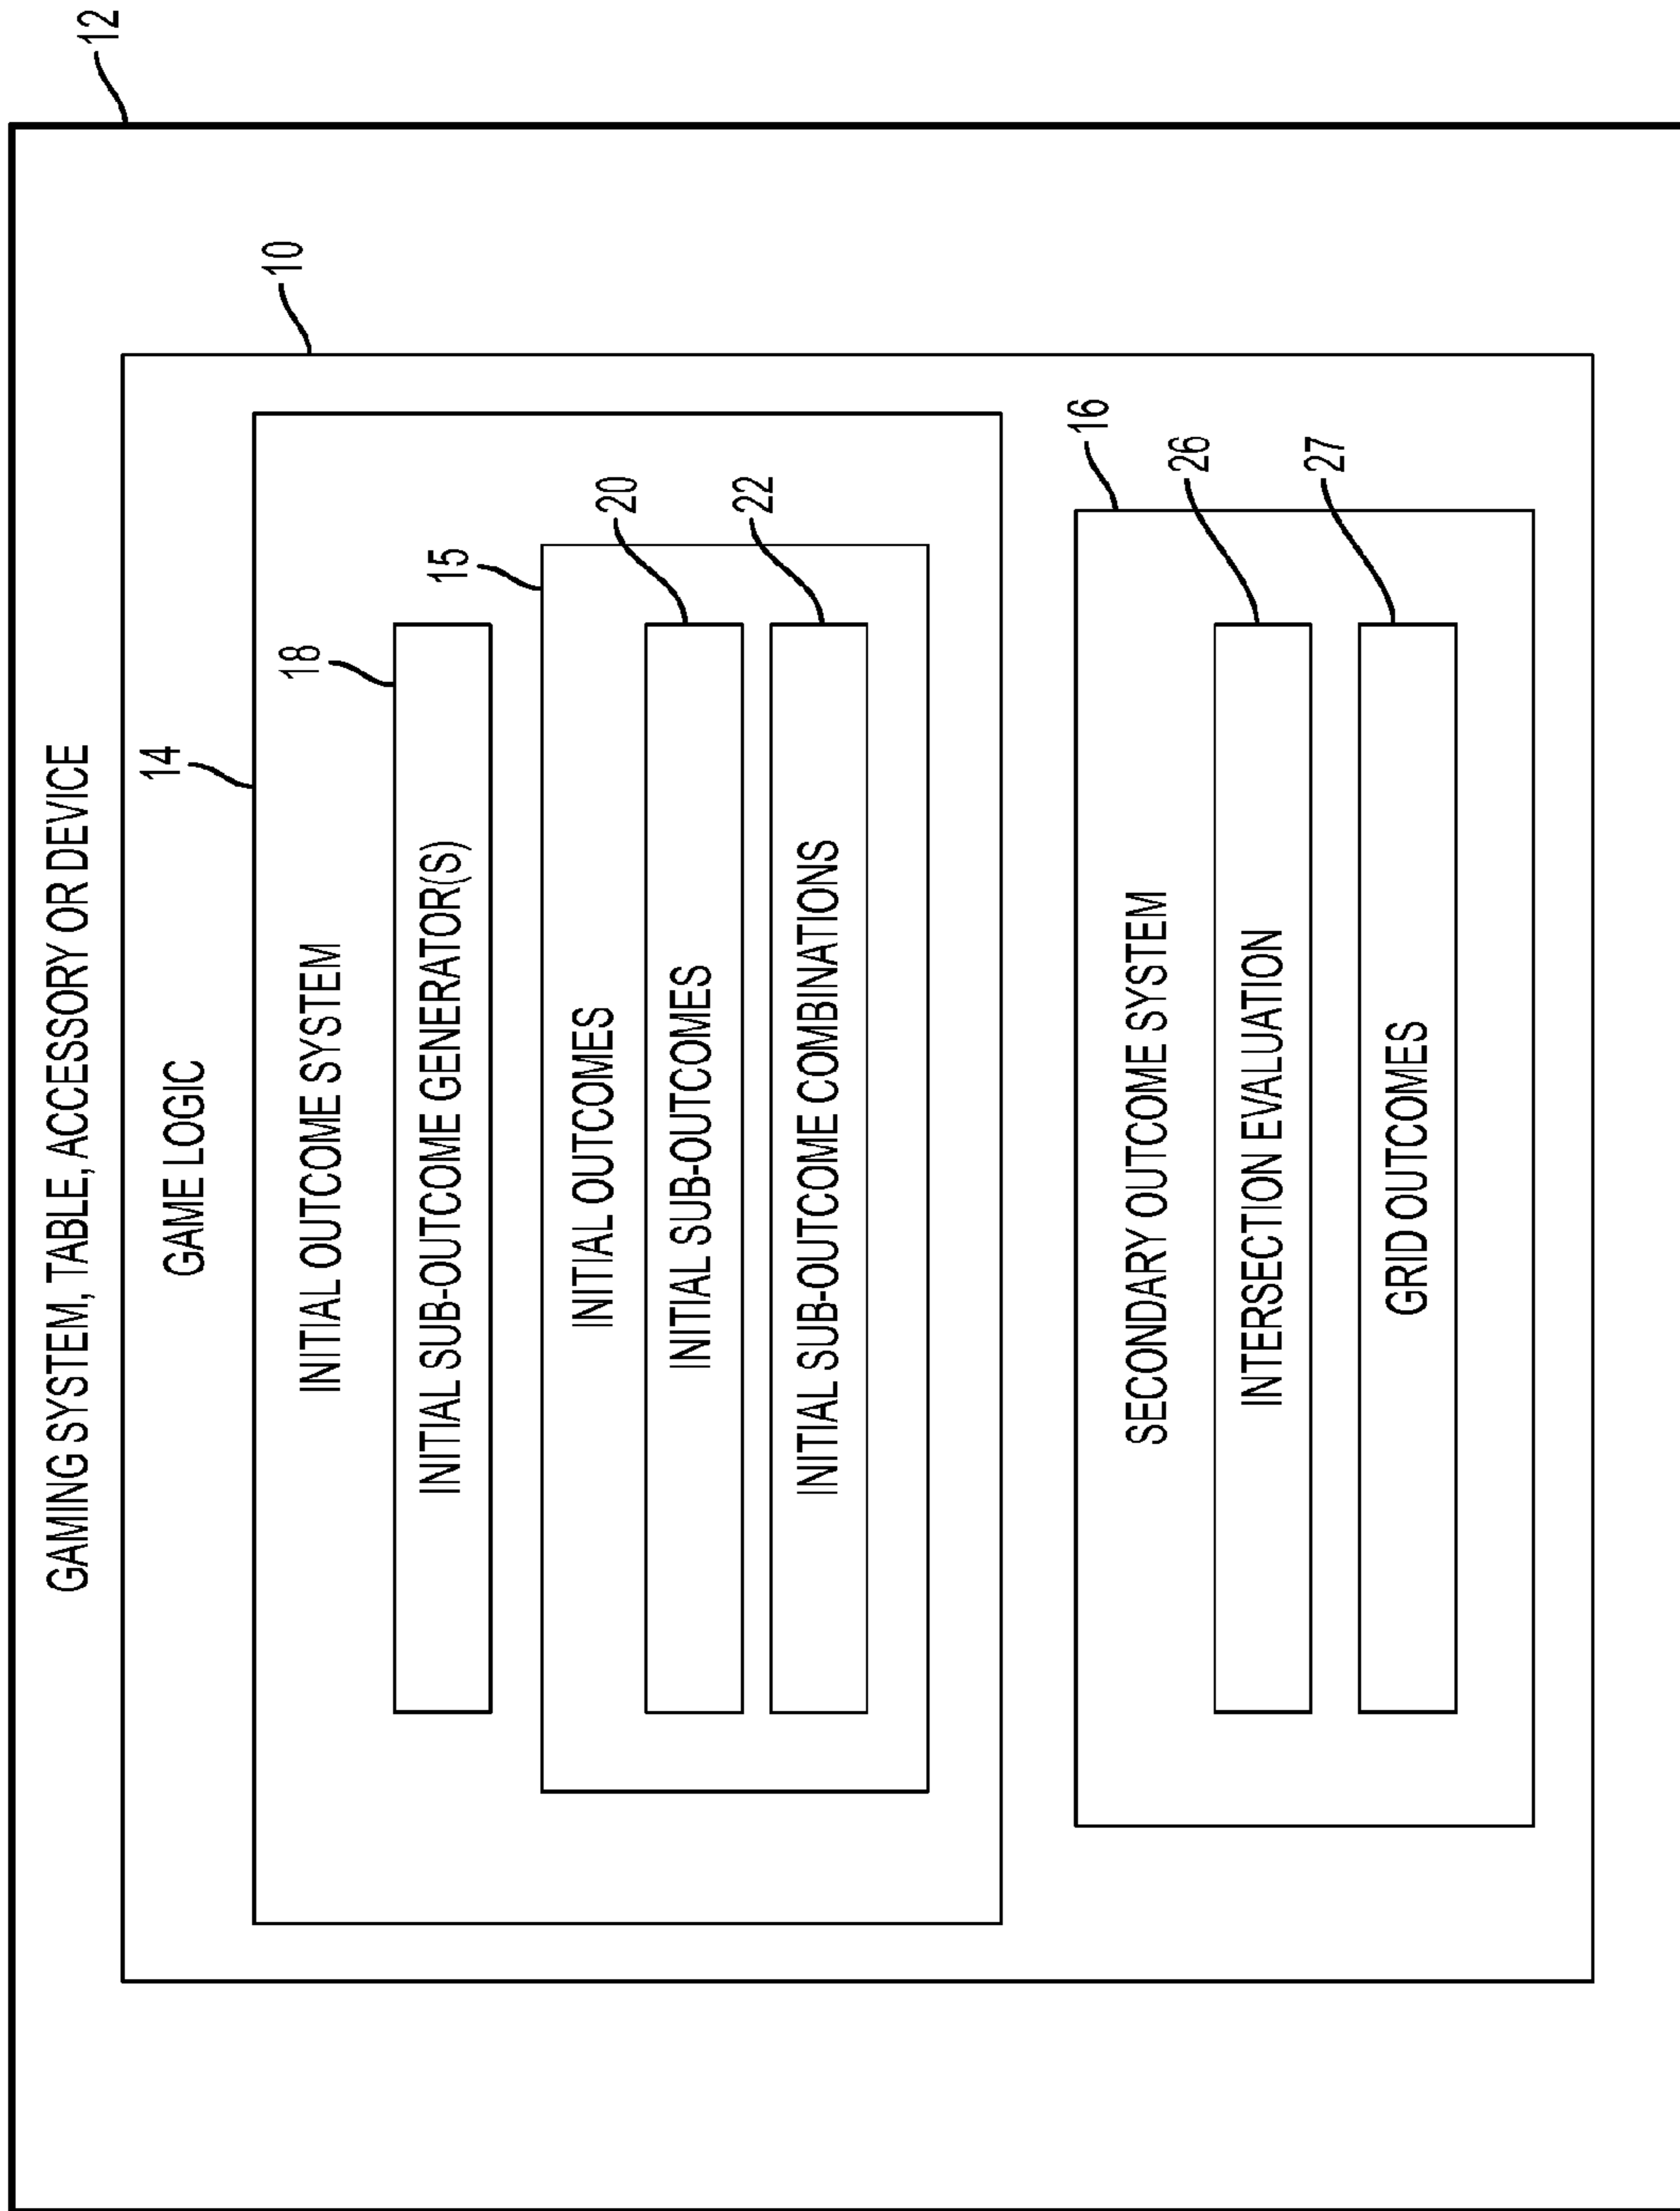 12
GAMING SYSTEM, TABLE, ACCESSORY OR DEVICE
10
GAME LOGIC
14
INITIAL OUTCOME SYSTEM
18
INITIAL SUB-OUTCOME GENERATOR(S)
15
INITIAL OUTCOMES
20
INITIAL SUB-OUTCOMES
22
INITIAL SUB-OUTCOME COMBINATIONS
16
SECONDARY OUTCOME SYSTEM
26
INTERSECTION EVALUATION
27
GRID OUTCOMES